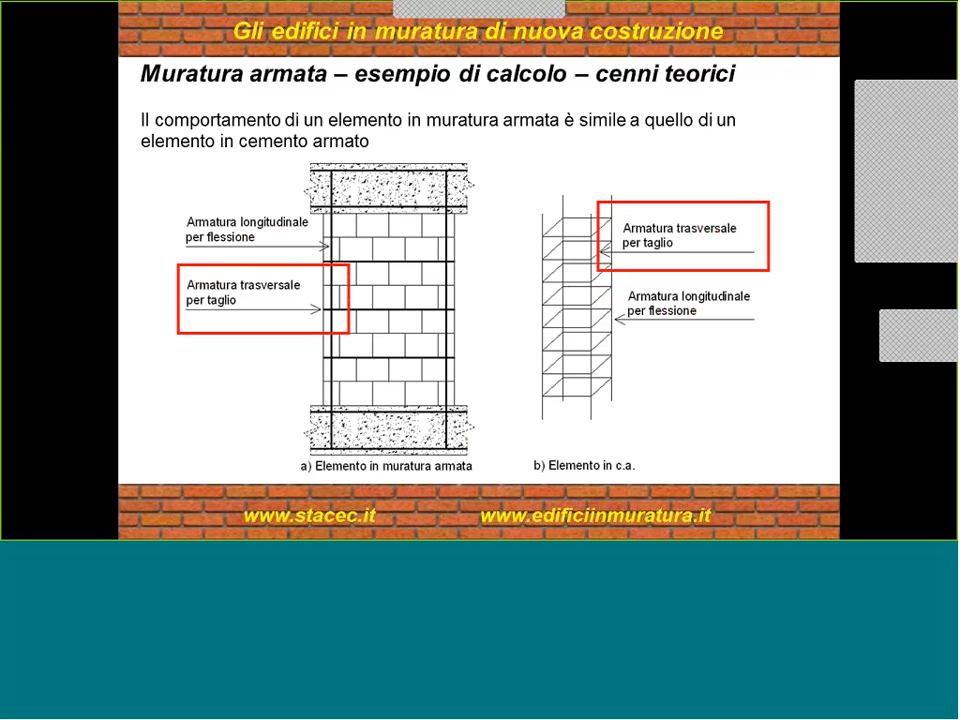 Gli edifici in muratura di nuova costruzione
Muratura armata – esempio di calcolo – cenni teorici
Il comportamento di un elemento in muratura armata è simile a quello di un
elemento in cemento armato
Armatura longitudinale
per flessione
Armatura trasversale
per taglio
a) Elemento in muratura armata
Armatura trasversale
per taglio
Armatura longitudinale
per flessione
b) Elemento in c.a.
www.stacec.it
www.edificiinmuratura.it